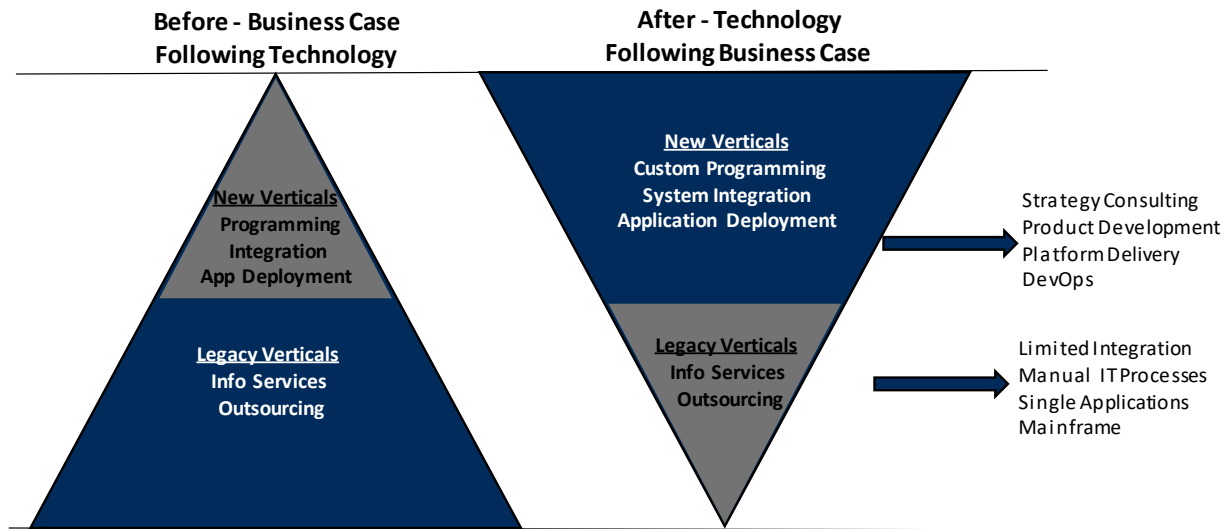 Before - Business Case
Following Technology
After - Technology
Following Business Case
New Verticals
Programming
Integration
App Deployment
Legacy Verticals
Info Services
Outsourcing
New Verticals
Custom Programming
System Integration
Application Deployment
Legacy Verticals
Info Services
Outsourcing
Strategy Consulting
Product Development
Platform Delivery
DevOps
Limited Integration
Manual IT Processes
Single Applications
Mainframe